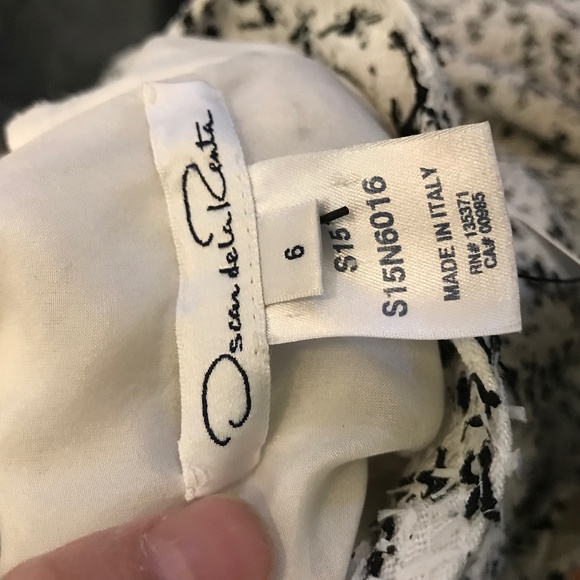 Oscar de la Renta
6
S15
S15N6016
MADE IN ITALY
RN# 135371
CA# 00985